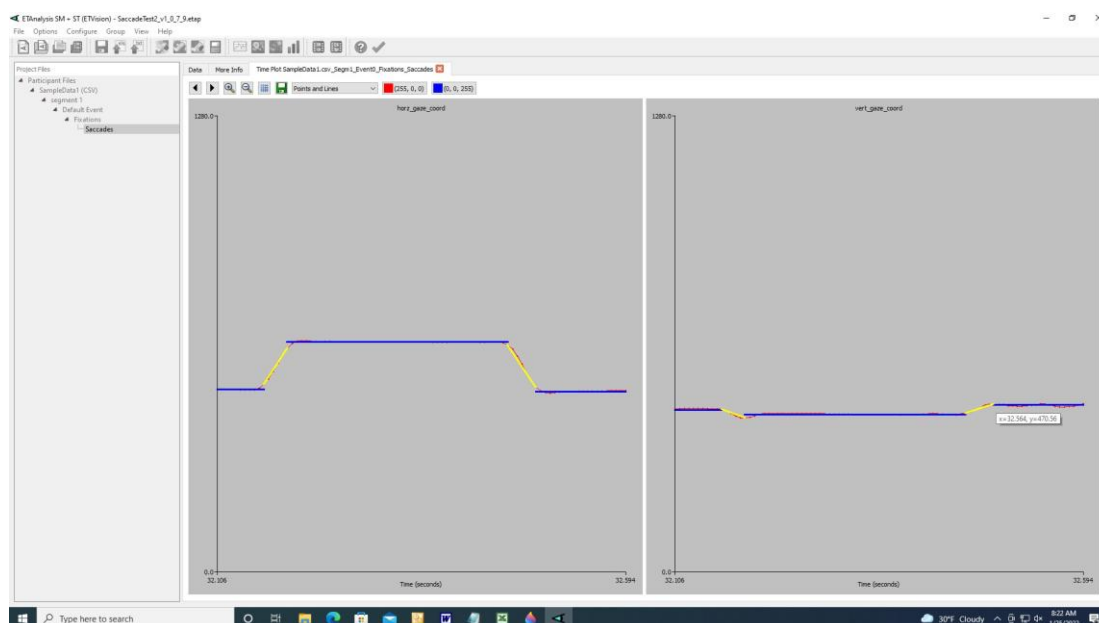 ETAnalysis SM + ST (ETVision) - SaccadeTest2_v1_0_7_9.etap
File Options Configure Group View Help
Project Files
Participant Files
SampleData1 (CSV)
segment 1
Default Event
Fixations
Saccades
Data More Info Time Plot SampleData1.csv_Segm1_Event0_Fixations_Saccades
Points and Lines (255, 0, 0) (0, 0, 255)
horz_gaze_coord
1280.0
0.0
32.106 Time (seconds) 32.594
vert_gaze_coord
1280.0
x=32.564, y=470.56
0.0
32.106 Time (seconds) 32.594
Type here to search
30°F Cloudy
8:22 AM